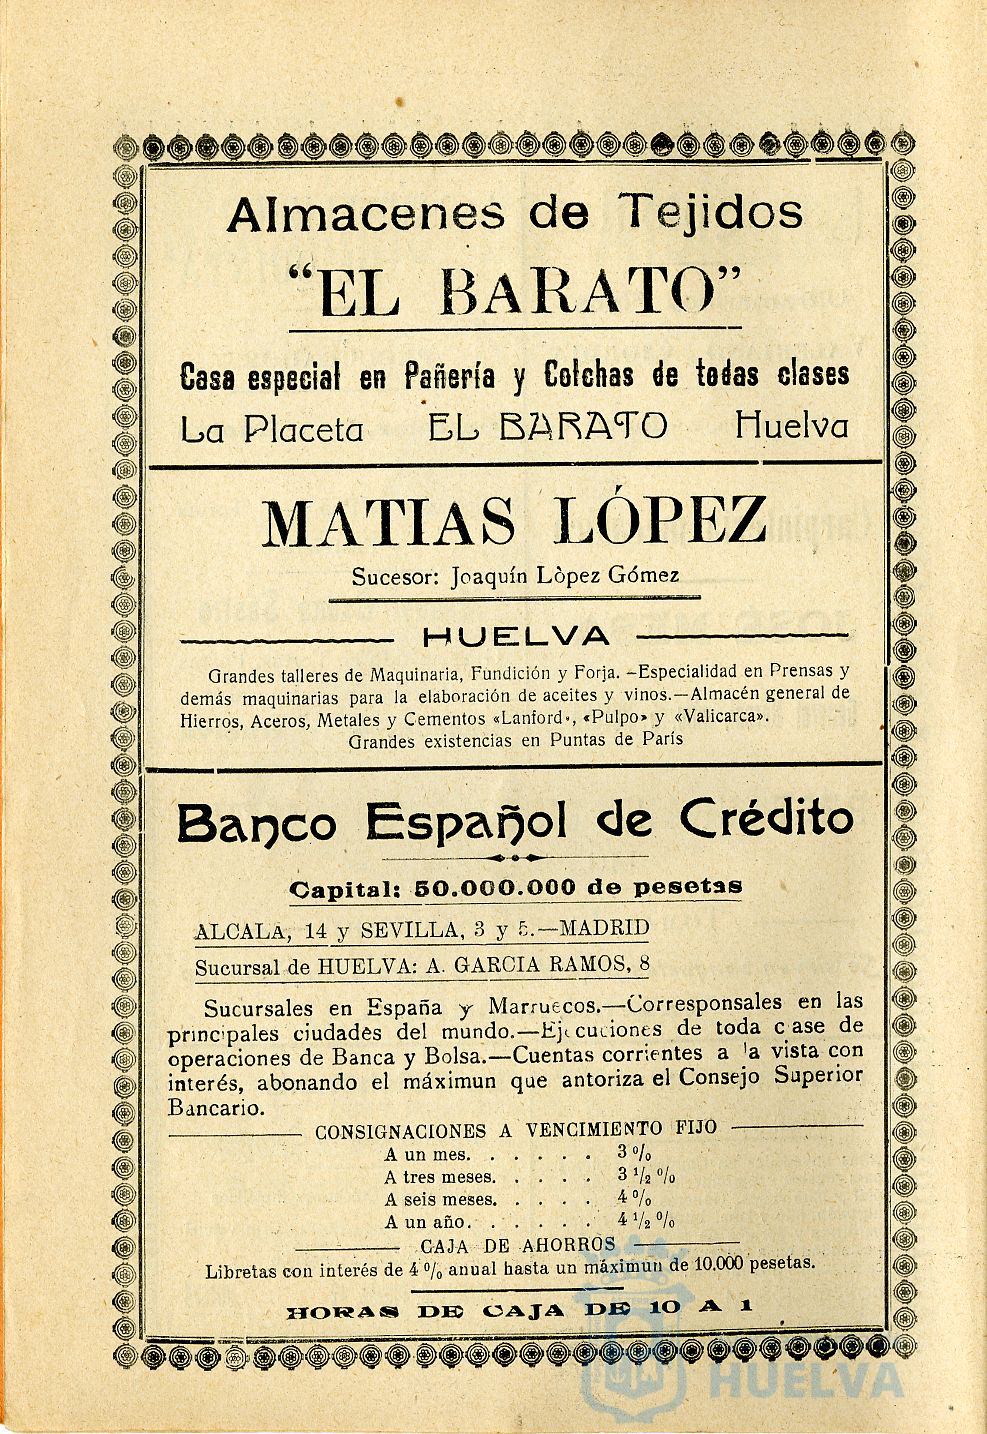 Almacenes de Tejidos
“EL BARATO”
Casa especial en Pañería y Colchas de todas clases
La Placeta EL BARATO Huelva
MATIAS LÓPEZ
Sucesor: Joaquín Lòpez Gómez
HUELVA
Grandes talleres de Maquinaria, Fundición y Forja. –Especialidad en Prensas y
demás maquinarias para la elaboración de aceites y vinos.—Almacén general de
Hierros, Aceros, Metales y Cementos «Lanford», «Pulpo» y «Valicarca».
Grandes existencias en Puntas de París
Banco Español de Crédito
Capital: 50.000.000 de pesetas
ALCALA, 14 y SEVILLA, 3 y 5.—MADRID
Sucursal de HUELVA: A. GARCIA RAMOS, 8
Sucursales en España y Marruecos.—Corresponsales en las
principales ciudades del mundo.—Ejecuciones de toda c ase de
operaciones de Banca y Bolsa.—Cuentas corrientes a 'a vista con
interés, abonando el máximun que antoriza el Consejo Superior
Bancario.
CONSIGNACIONES A VENCIMIENTO FIJO
A un mes. . . . . . . 3 %
A tres meses. . . . . 3 1/2 %
A seis meses. . . . . 4 %
A un año. . . . . . . 4 1/2 %
CAJA DE AHORROS
Libretas con interés de 4 % anual hasta un máximun de 10.000 pesetas.
HORAS DE CAJA DE 10 A 1
HUELVA